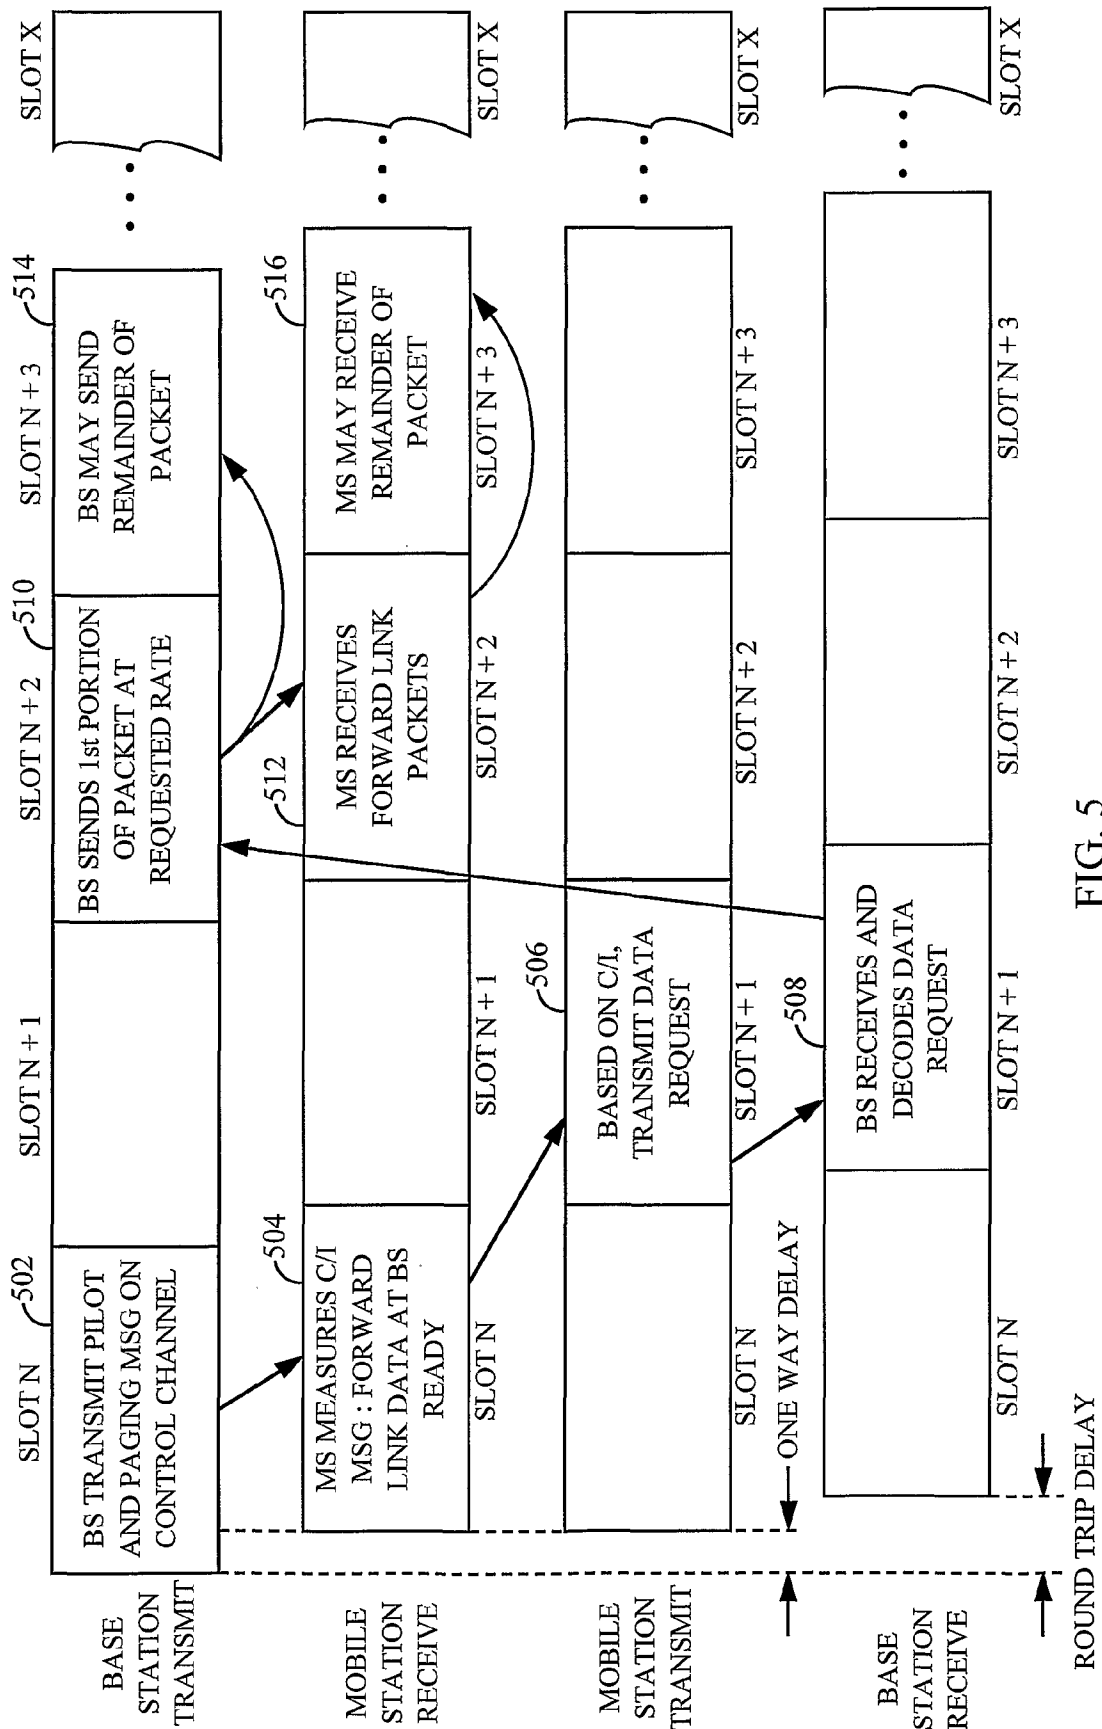 SLOT N
SLOT N+1
SLOT N+2
SLOT N+3
SLOT X
502
510
514
BASE
STATION
TRANSMIT
BS TRANSMIT PILOT
AND PAGING MSG ON
CONTROL CHANNEL
BS SENDS 1st PORTION
OF PACKET AT
REQUESTED RATE
BS MAY SEND
REMAINDER OF
PACKET
504
512
516
MOBILE
STATION
RECEIVE
MS MEASURES C/I
MSG : FORWARD
LINK DATA AT BS
READY
MS RECEIVES
FORWARD LINK
PACKETS
MS MAY RECEIVE
REMAINDER OF
PACKET
SLOT N
SLOT N+1
SLOT N+2
SLOT N+3
SLOT X
506
MOBILE
STATION
TRANSMIT
BASED ON C/I,
TRANSMIT DATA
REQUEST
SLOT N
SLOT N+1
SLOT N+2
SLOT N+3
SLOT X
ONE WAY DELAY
508
BASE
STATION
RECEIVE
BS RECEIVES AND
DECODES DATA
REQUEST
SLOT N
SLOT N+1
SLOT N+2
SLOT N+3
SLOT X
ROUND TRIP DELAY
FIG. 5